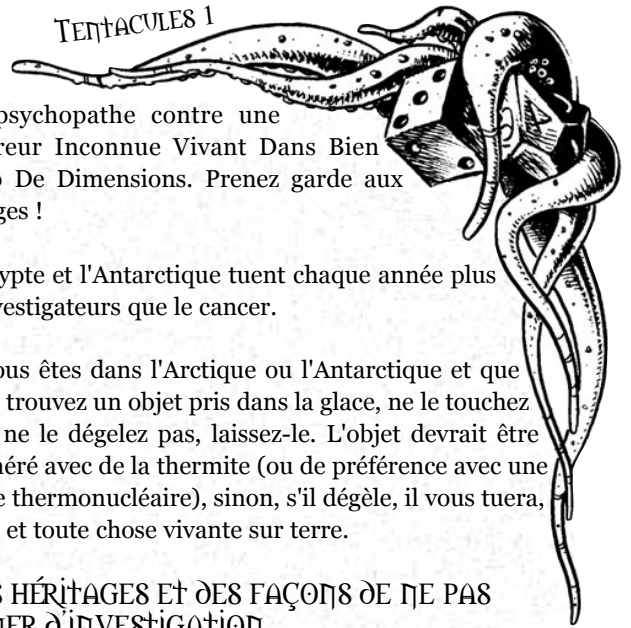 TENTACULES 1
psychopathe contre une
reur Inconnue Vivant Dans Bien
De Dimensions. Prenez garde aux
ges !
ypte et l'Antarctique tuent chaque année plus
vestigateurs que le cancer.
ous êtes dans l'Arctique ou l'Antarctique et que
trouvez un objet pris dans la glace, ne le touchez
ne le dégelez pas, laissez-le. L'objet devrait être
néré avec de la thermite (ou de préférence avec une
e thermonucléaire), sinon, s'il dégèle, il vous tuera,
et toute chose vivante sur terre.
S HÉRITAGES ET DES FAÇONS DE NE PAS
NER D'INVESTIGATION